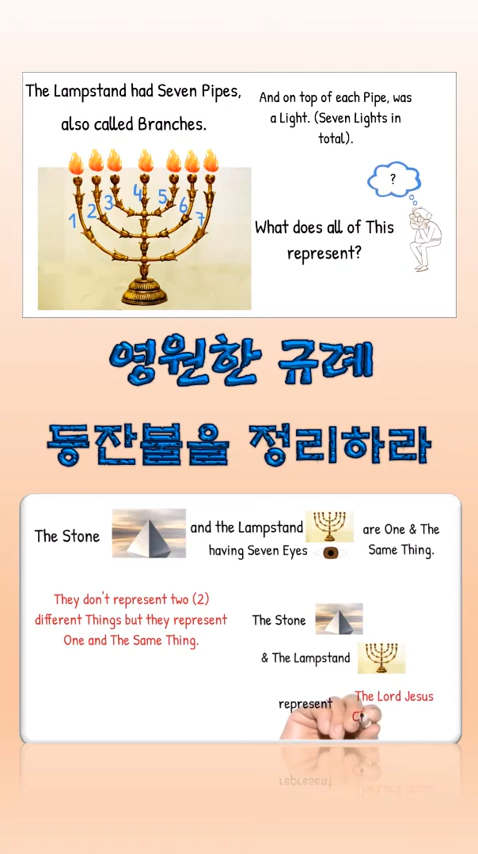 The Lampstand had Seven Pipes,
also called Branches.
And on top of each Pipe, was
a Light. (Seven Lights in
total).
1 2 3 4 5 6 7
?
What does all of This
represent?
영원한 규례
등잔불을 정리하라
The Stone and the Lampstand are One & The
having Seven Eyes Same Thing.
They don't represent two (2)
different Things but they represent
One and The Same Thing.
The Stone
& The Lampstand
represent The Lord Jesus
C
represent